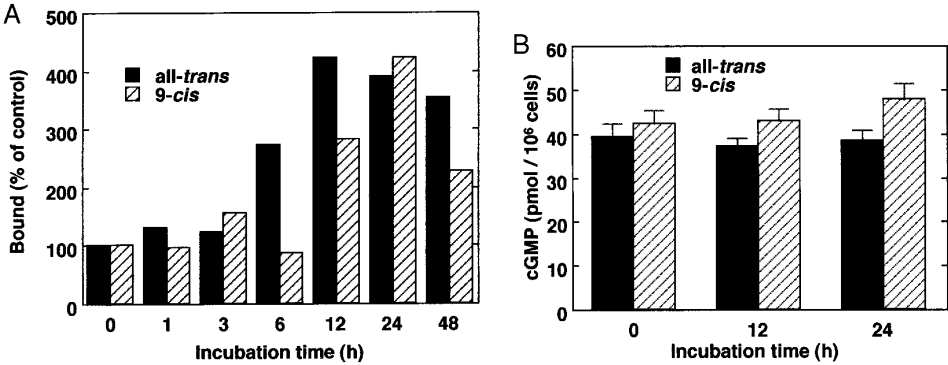 A
Bound (% of control)
500
400
300
200
100
0
all-trans
9-cis
0 1 3 6 12 24 48
Incubation time (h)
B
cGMP (pmol / 10⁶ cells)
60
50
40
30
20
10
0
all-trans
9-cis
0 12 24
Incubation time (h)